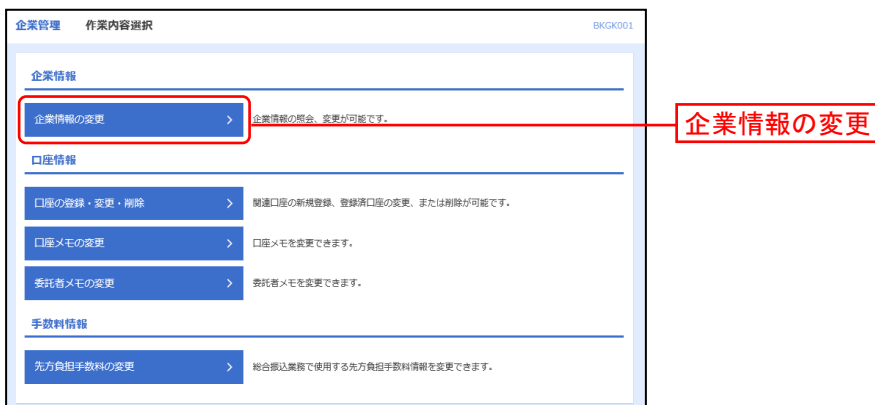 企業管理 作業内容選択 BKGK001
企業情報
企業情報の変更 企業情報の照会、変更が可能です。
企業情報の変更
口座情報
口座の登録・変更・削除 関連口座の新規登録、登録済口座の変更、または削除が可能です。
口座メモの変更 口座メモを変更できます。
委託者メモの変更 委託者メモを変更できます。
手数料情報
先方負担手数料の変更 総合振込業務で使用する先方負担手数料情報を変更できます。